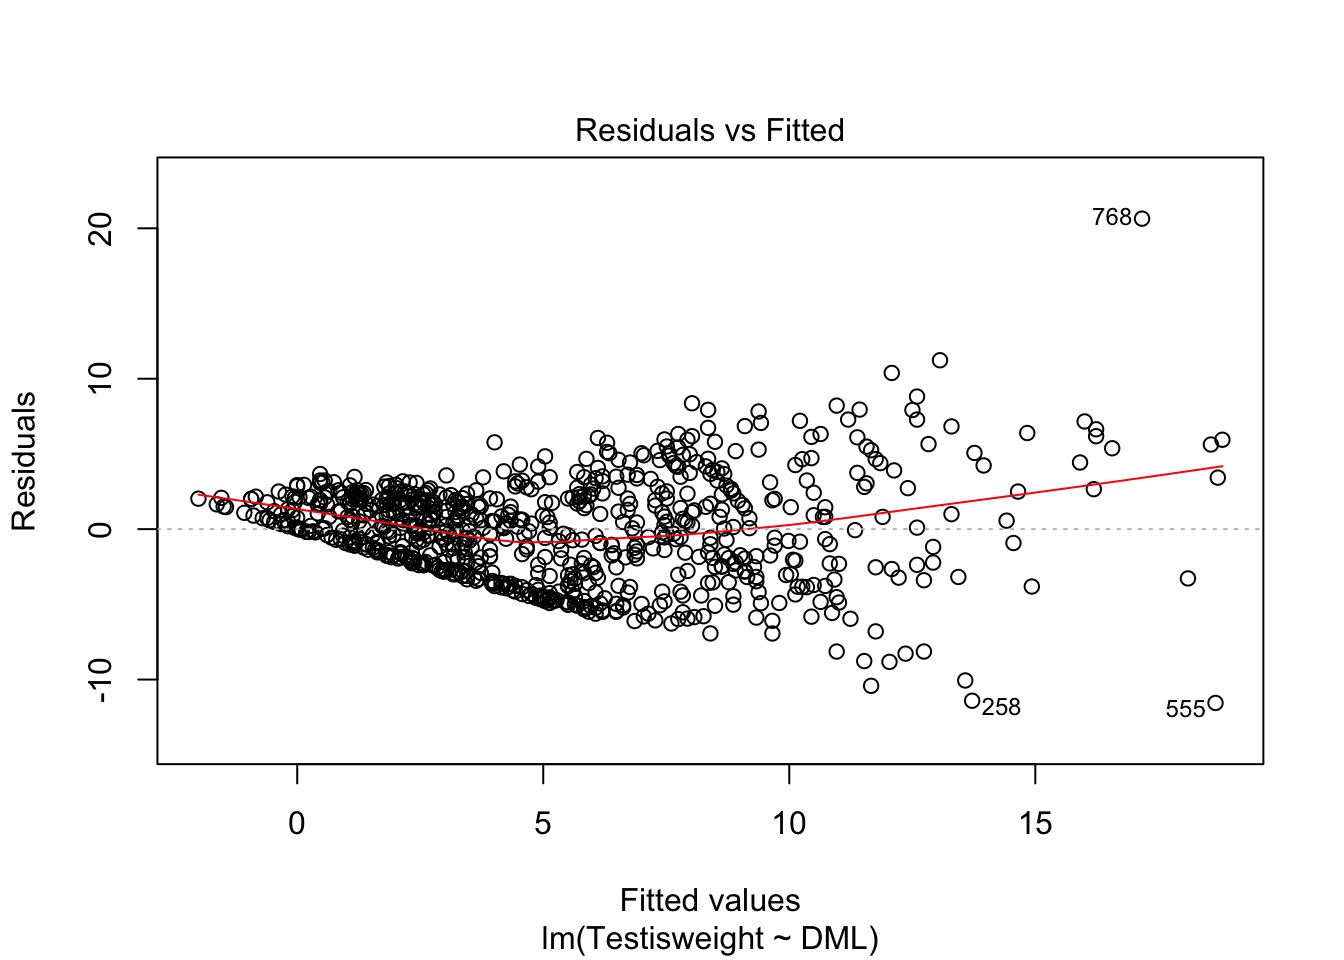 Residuals vs Fitted
Residuals
20
10
0
-10
768
258
555
0
5
10
15
Fitted values
lm(Testisweight ~ DML)